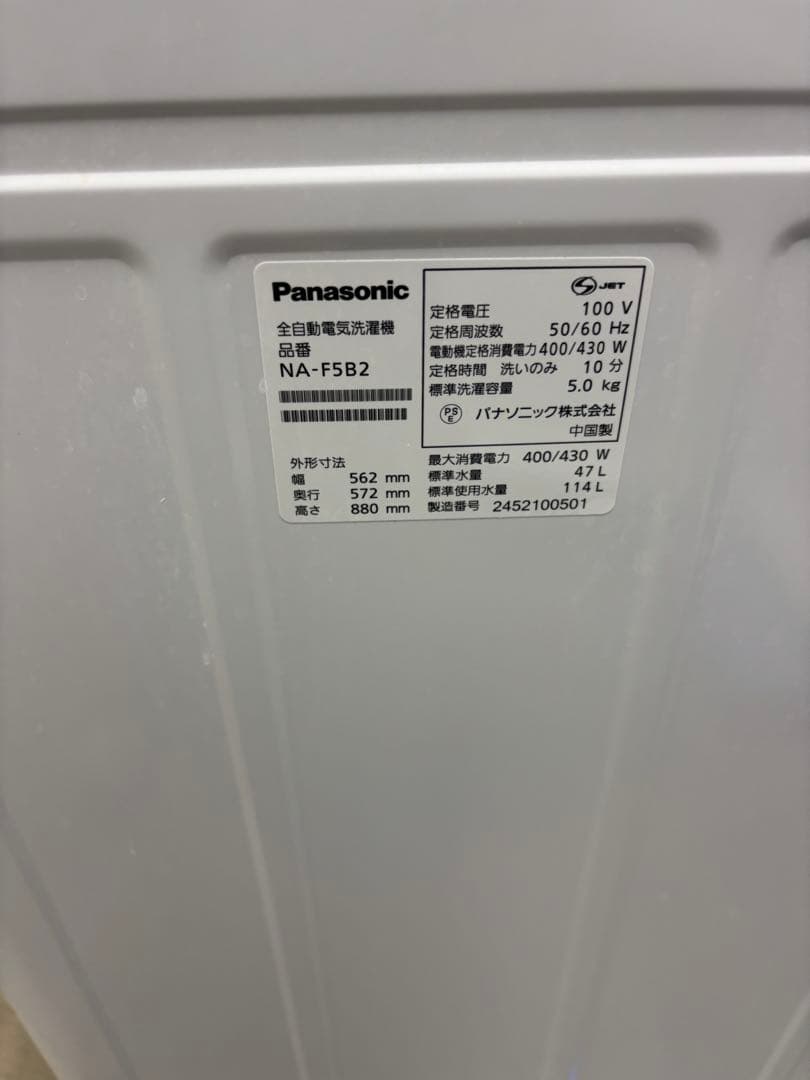 Panasonic
全自動電気洗濯機
品番
NA-F5B2
外形寸法
幅 562 mm
奥行 572 mm
高さ 880 mm
JET
定格電圧 100 V
定格周波数 50/60 Hz
電動機定格消費電力 400/430 W
定格時間 洗いのみ 10 分
標準洗濯容量 5.0 kg
PS E パナソニック株式会社
中国製
最大消費電力 400/430 W
標準水量 47 L
標準使用水量 114 L
製造番号 2452100501